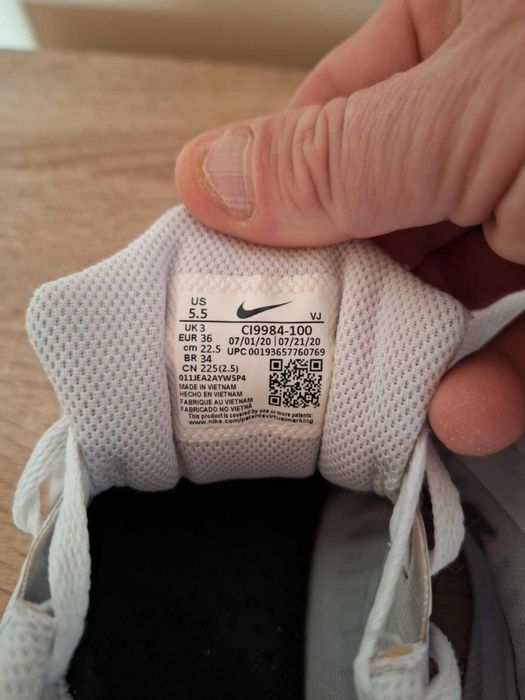 US
5.5
VJ
UK 3
CI9984-100
EUR 36
07/01/20 | 07/21/20
cm 22.5
UPC 00193657760769
BR 34
CN 225(2.5)
011JEA2AYW5P4
MADE IN VIETNAM
HECHO EN VIETNAM
FABRIQUE AU VIETNAM
FABRICADO NO VIETNÃ
This product is covered by one or more patents:
www.nike.com/patentsvirtualmarking